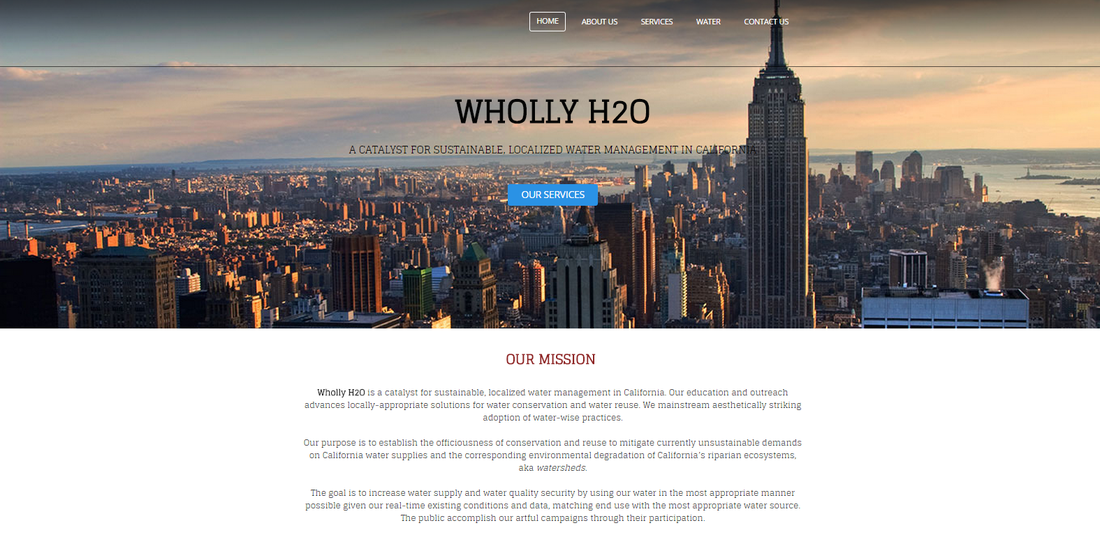 HOME ABOUT US SERVICES WATER CONTACT US
WHOLLY H2O
A CATALYST FOR SUSTAINABLE, LOCALIZED WATER MANAGEMENT IN CALIFORNIA
OUR SERVICES
OUR MISSION
Wholly H2O is a catalyst for sustainable, localized water management in California. Our education and outreach
advances locally-appropriate solutions for water conservation and water reuse. We mainstream aesthetically striking
adoption of water-wise practices.
Our purpose is to establish the officiousness of conservation and reuse to mitigate currently unsustainable demands
on California water supplies and the corresponding environmental degradation of California's riparian ecosystems,
aka watersheds.
The goal is to increase water supply and water quality security by using our water in the most appropriate manner
possible given our real-time existing conditions and data, matching end use with the most appropriate water source.
The public accomplish our artful campaigns through their participation.